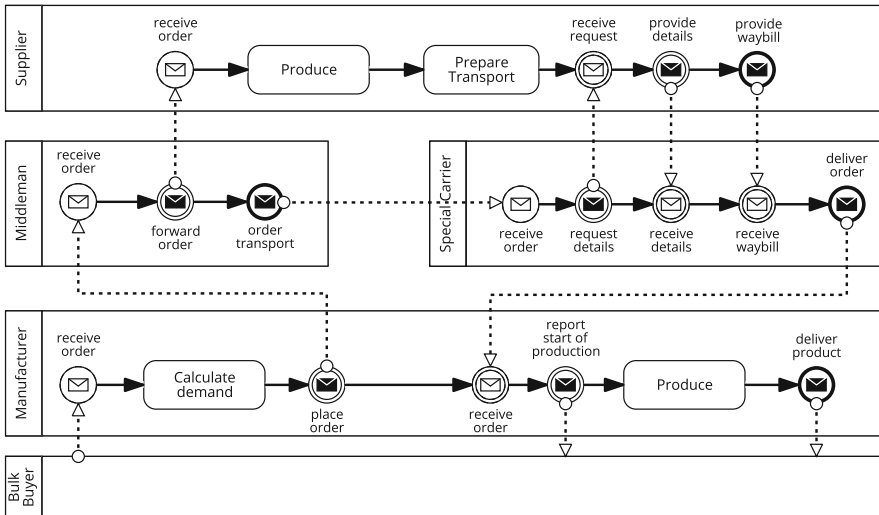 Supplier
receive
order
Produce
Prepare
Transport
receive
request
provide
details
provide
waybill
Middleman
receive
order
forward
order
order
transport
Special Carrier
receive
order
request
details
receive
details
receive
waybill
deliver
order
Manufacturer
receive
order
Calculate
demand
place
order
receive
order
report
start of
production
Produce
deliver
product
Bulk
Buyer